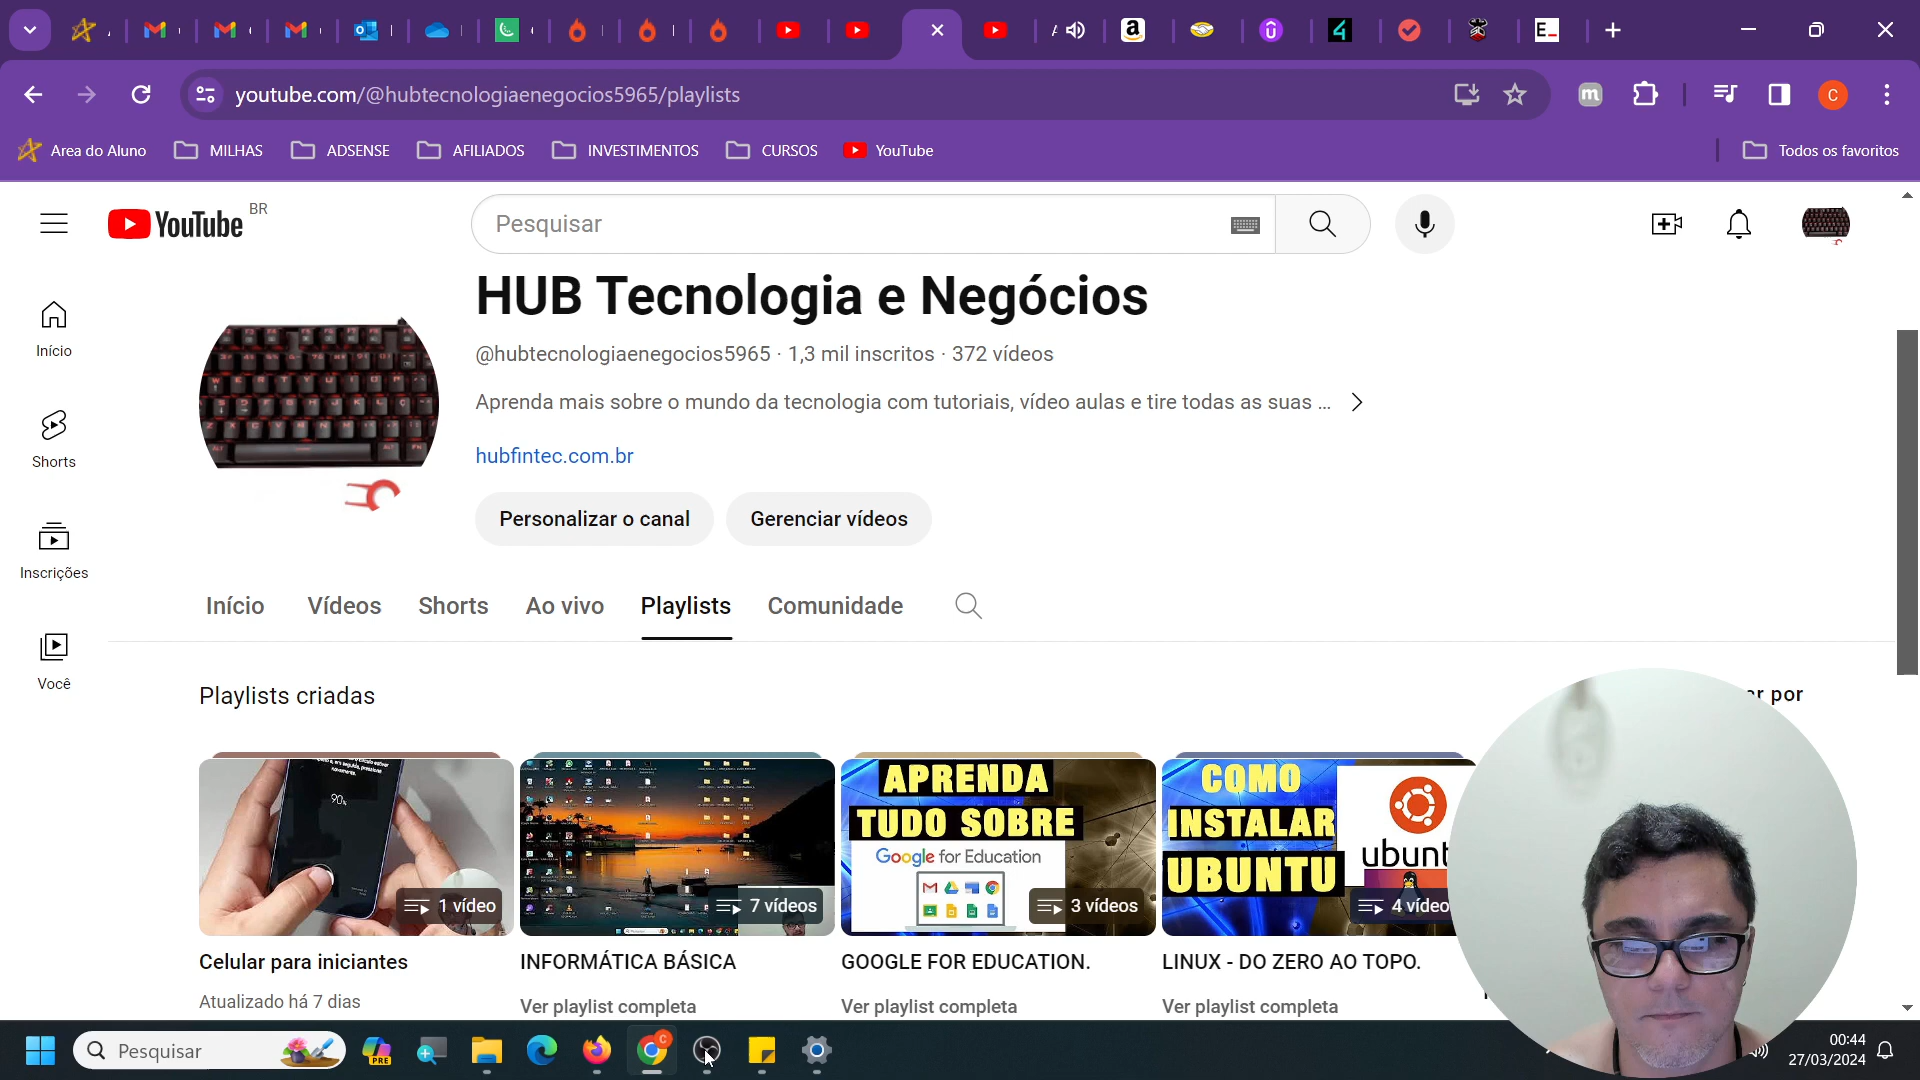 youtube.com/@hubtecnologiaenegocios5965/playlists
C
Area do Aluno
MILHAS
ADSENSE
AFILIADOS
INVESTIMENTOS
CURSOS
YouTube
Todos os favoritos
YouTube BR
Pesquisar
HUB Tecnologia e Negócios
@hubtecnologiaenegocios5965 · 1,3 mil inscritos · 372 vídeos
Aprenda mais sobre o mundo da tecnologia com tutoriais, vídeo aulas e tire todas as suas ...
hubfintec.com.br
Personalizar o canal
Gerenciar vídeos
Início
Shorts
Inscrições
Você
Início
Vídeos
Shorts
Ao vivo
Playlists
Comunidade
Playlists criadas
ar por
90%
1 vídeo
7 vídeos
APRENDA
TUDO SOBRE
Google for Education
3 vídeos
COMO
INSTALAR
UBUNTU
ubunt
4 vídeo
Celular para iniciantes
Atualizado há 7 dias
INFORMÁTICA BÁSICA
Ver playlist completa
GOOGLE FOR EDUCATION.
Ver playlist completa
LINUX - DO ZERO AO TOPO.
Ver playlist completa
Pesquisar
PRE
C
00:44
27/03/2024